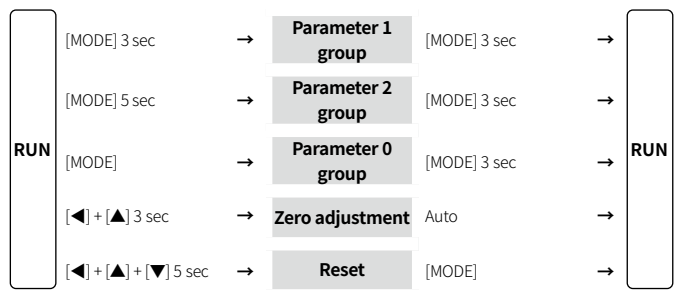 [MODE] 3 sec → Parameter 1 group [MODE] 3 sec →
[MODE] 5 sec → Parameter 2 group [MODE] 3 sec →
RUN [MODE] → Parameter 0 group [MODE] 3 sec → RUN
[◀] + [▲] 3 sec → Zero adjustment Auto →
[◀] + [▲] + [▼] 5 sec → Reset [MODE] →